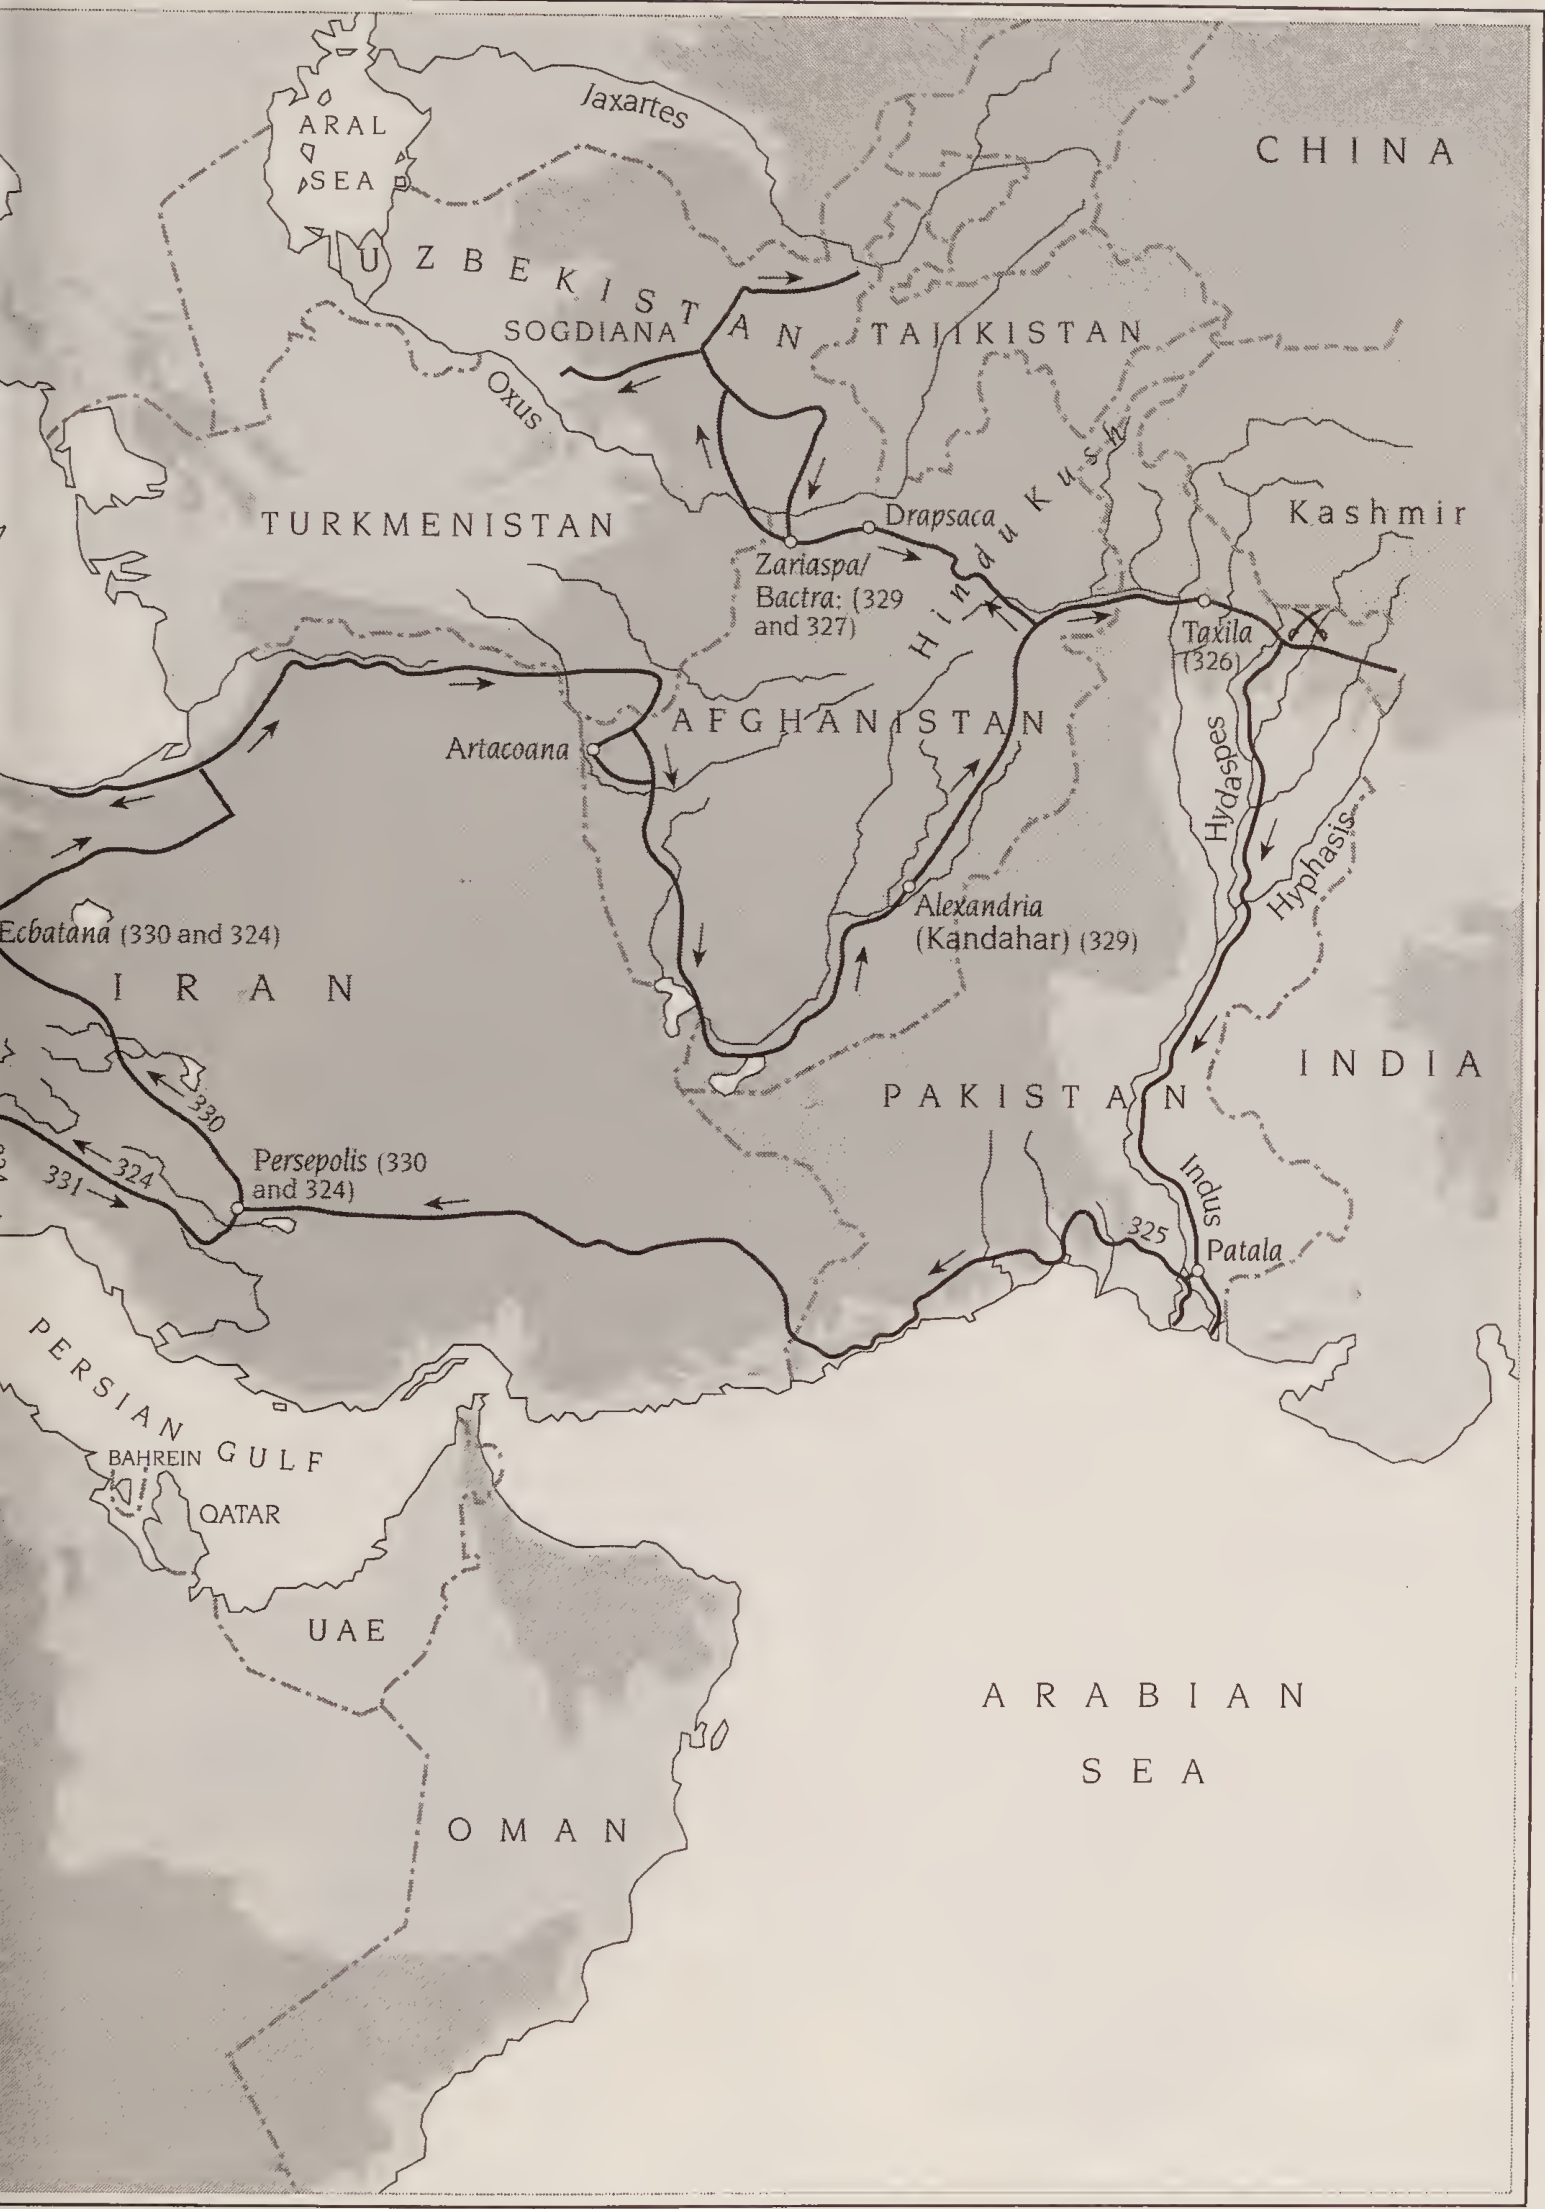 Jaxartes
ARAL
SEA
CHINA
UZBEKISTAN
SOGDIANA
TAJIKISTAN
Oxus
Hindu Kush
TURKMENISTAN
Drapsaca
Kashmir
Zariaspa/
Bactra: (329
and 327)
Taxila
(326)
AFGHANISTAN
Artacoana
Hydaspes
Hyphasis
Alexandria
(Kandahar) (329)
Ecbatana (330 and 324)
IRAN
INDIA
PAKISTAN
330
Persepolis (330
and 324)
324
331
Indus
325
Patala
PERSIAN GULF
BAHREIN
QATAR
UAE
ARABIAN
SEA
OMAN